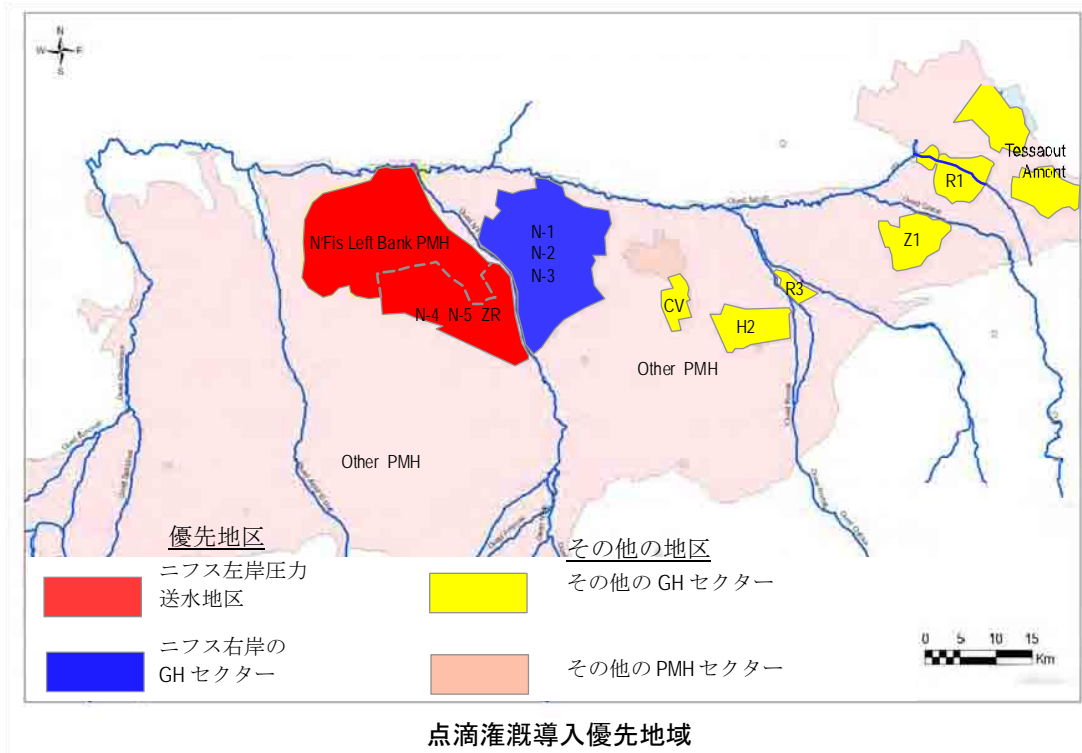 N
W E
S
Tessaout
Amont
R1
Z1
N'Fis Left Bank PMH
N-1
N-2
N-3
N-4 N-5 ZR
R3
CV
H2
Other PMH
Other PMH
優先地区
ニフス左岸圧力
送水地区
ニフス右岸の
GH セクター
その他の地区
その他の GH セクター
その他の PMH セクター
0 5 10 15
Km
点滴潅漑導入優先地域